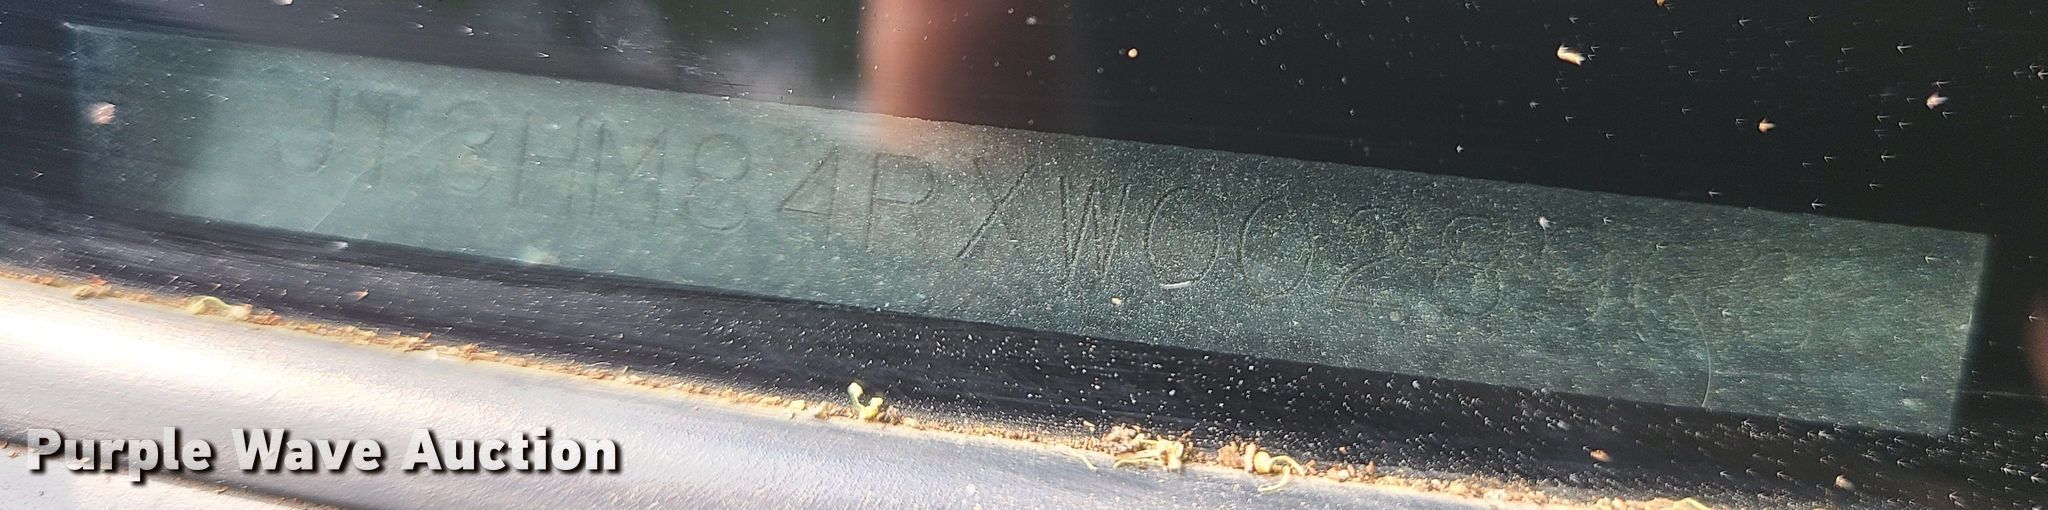 JT3HM84RXW0028
Purple Wave Auction